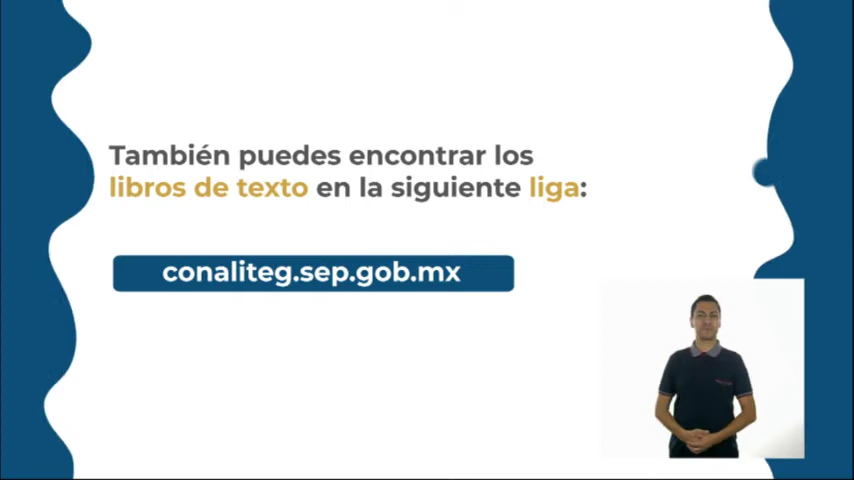 También puedes encontrar los
libros de texto en la siguiente liga:
conaliteg.sep.gob.mx